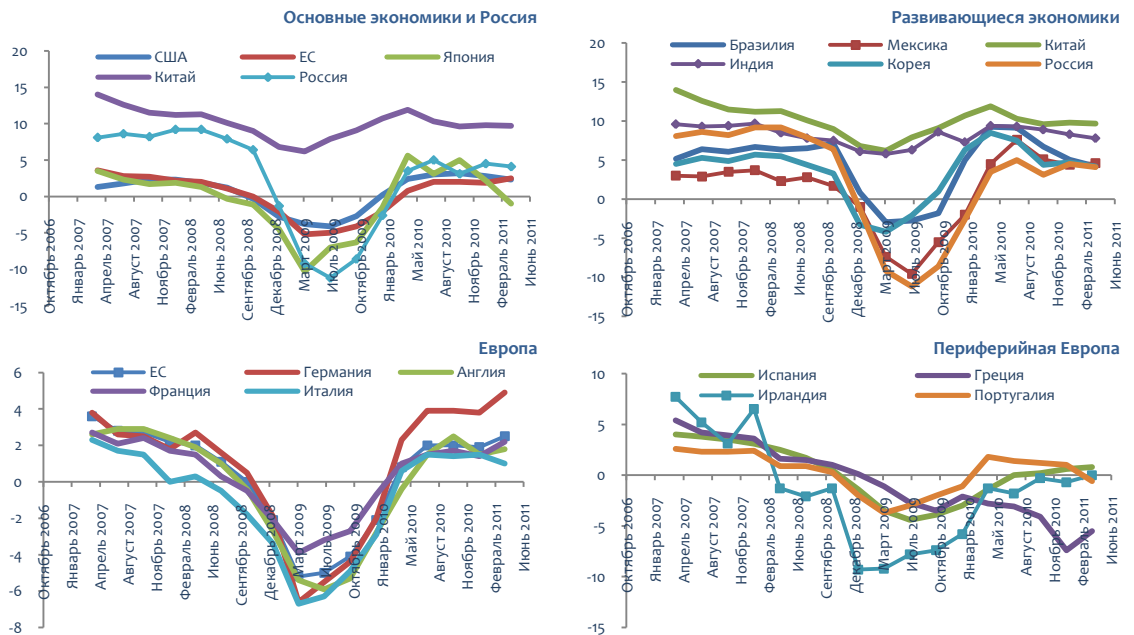 Основные экономики и Россия
20
15
10
5
0
-5
-10
-15
США
ЕС
Япония
Китай
Россия
Октябрь 2006
Январь 2007
Апрель 2007
Август 2007
Ноябрь 2007
Февраль 2008
Июнь 2008
Сентябрь 2008
Декабрь 2008
Март 2009
Июль 2009
Октябрь 2009
Январь 2010
Май 2010
Август 2010
Ноябрь 2010
Февраль 2011
Июнь 2011
Развивающиеся экономики
20
15
10
5
0
-5
-10
-15
Бразилия
Мексика
Китай
Индия
Корея
Россия
Октябрь 2006
Январь 2007
Апрель 2007
Август 2007
Ноябрь 2007
Февраль 2008
Июнь 2008
Сентябрь 2008
Декабрь 2008
Март 2009
Июль 2009
Октябрь 2009
Январь 2010
Май 2010
Август 2010
Ноябрь 2010
Февраль 2011
Июнь 2011
Европа
6
4
2
0
-2
-4
-6
-8
ЕС
Германия
Англия
Франция
Италия
Октябрь 2006
Январь 2007
Апрель 2007
Август 2007
Ноябрь 2007
Февраль 2008
Июнь 2008
Сентябрь 2008
Декабрь 2008
Март 2009
Июль 2009
Октябрь 2009
Январь 2010
Май 2010
Август 2010
Ноябрь 2010
Февраль 2011
Июнь 2011
Периферийная Европа
10
5
0
-5
-10
-15
Испания
Греция
Ирландия
Португалия
Октябрь 2006
Январь 2007
Апрель 2007
Август 2007
Ноябрь 2007
Февраль 2008
Июнь 2008
Сентябрь 2008
Декабрь 2008
Март 2009
Июль 2009
Октябрь 2009
Январь 2010
Май 2010
Август 2010
Ноябрь 2010
Февраль 2011
Июнь 2011